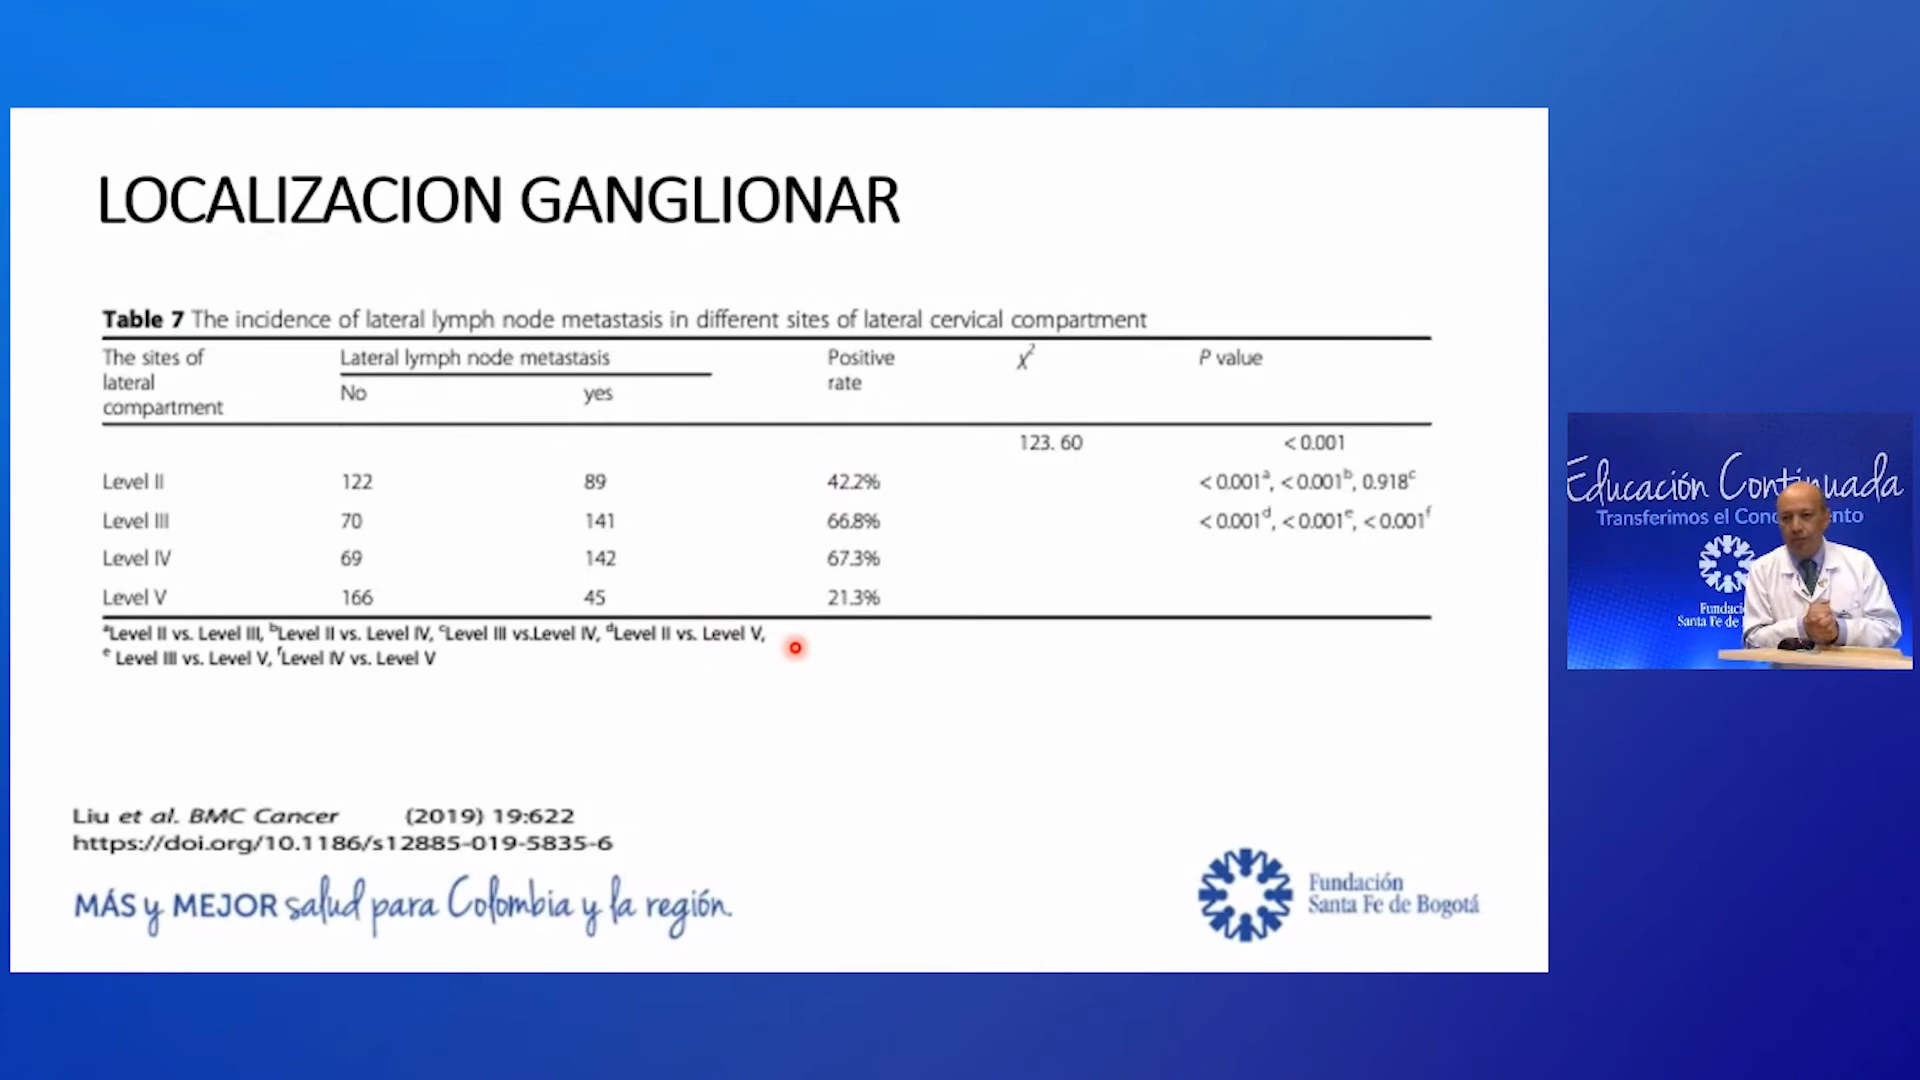 LOCALIZACION GANGLIONAR
Table 7 The incidence of lateral lymph node metastasis in different sites of lateral cervical compartment
The sites of lateral compartment
Lateral lymph node metastasis
Positive rate
χ²
P value
No yes
123. 60 < 0.001
Level II 122 89 42.2% < 0.001ᵃ, < 0.001ᵇ, 0.918ᶜ
Level III 70 141 66.8% < 0.001ᵈ, < 0.001ᵉ, < 0.001ᶠ
Level IV 69 142 67.3%
Level V 166 45 21.3%
ᵃLevel II vs. Level III, ᵇLevel II vs. Level IV, ᶜLevel III vs.Level IV, ᵈLevel II vs. Level V,
ᵉ Level III vs. Level V, ᶠLevel IV vs. Level V
Liu et al. BMC Cancer (2019) 19:622
https://doi.org/10.1186/s12885-019-5835-6
MÁS y MEJOR salud para Colombia y la región.
Fundación
Santa Fe de Bogotá
Educación Continuada
Transferimos el Conocimiento
Fundaci
Santa Fe de